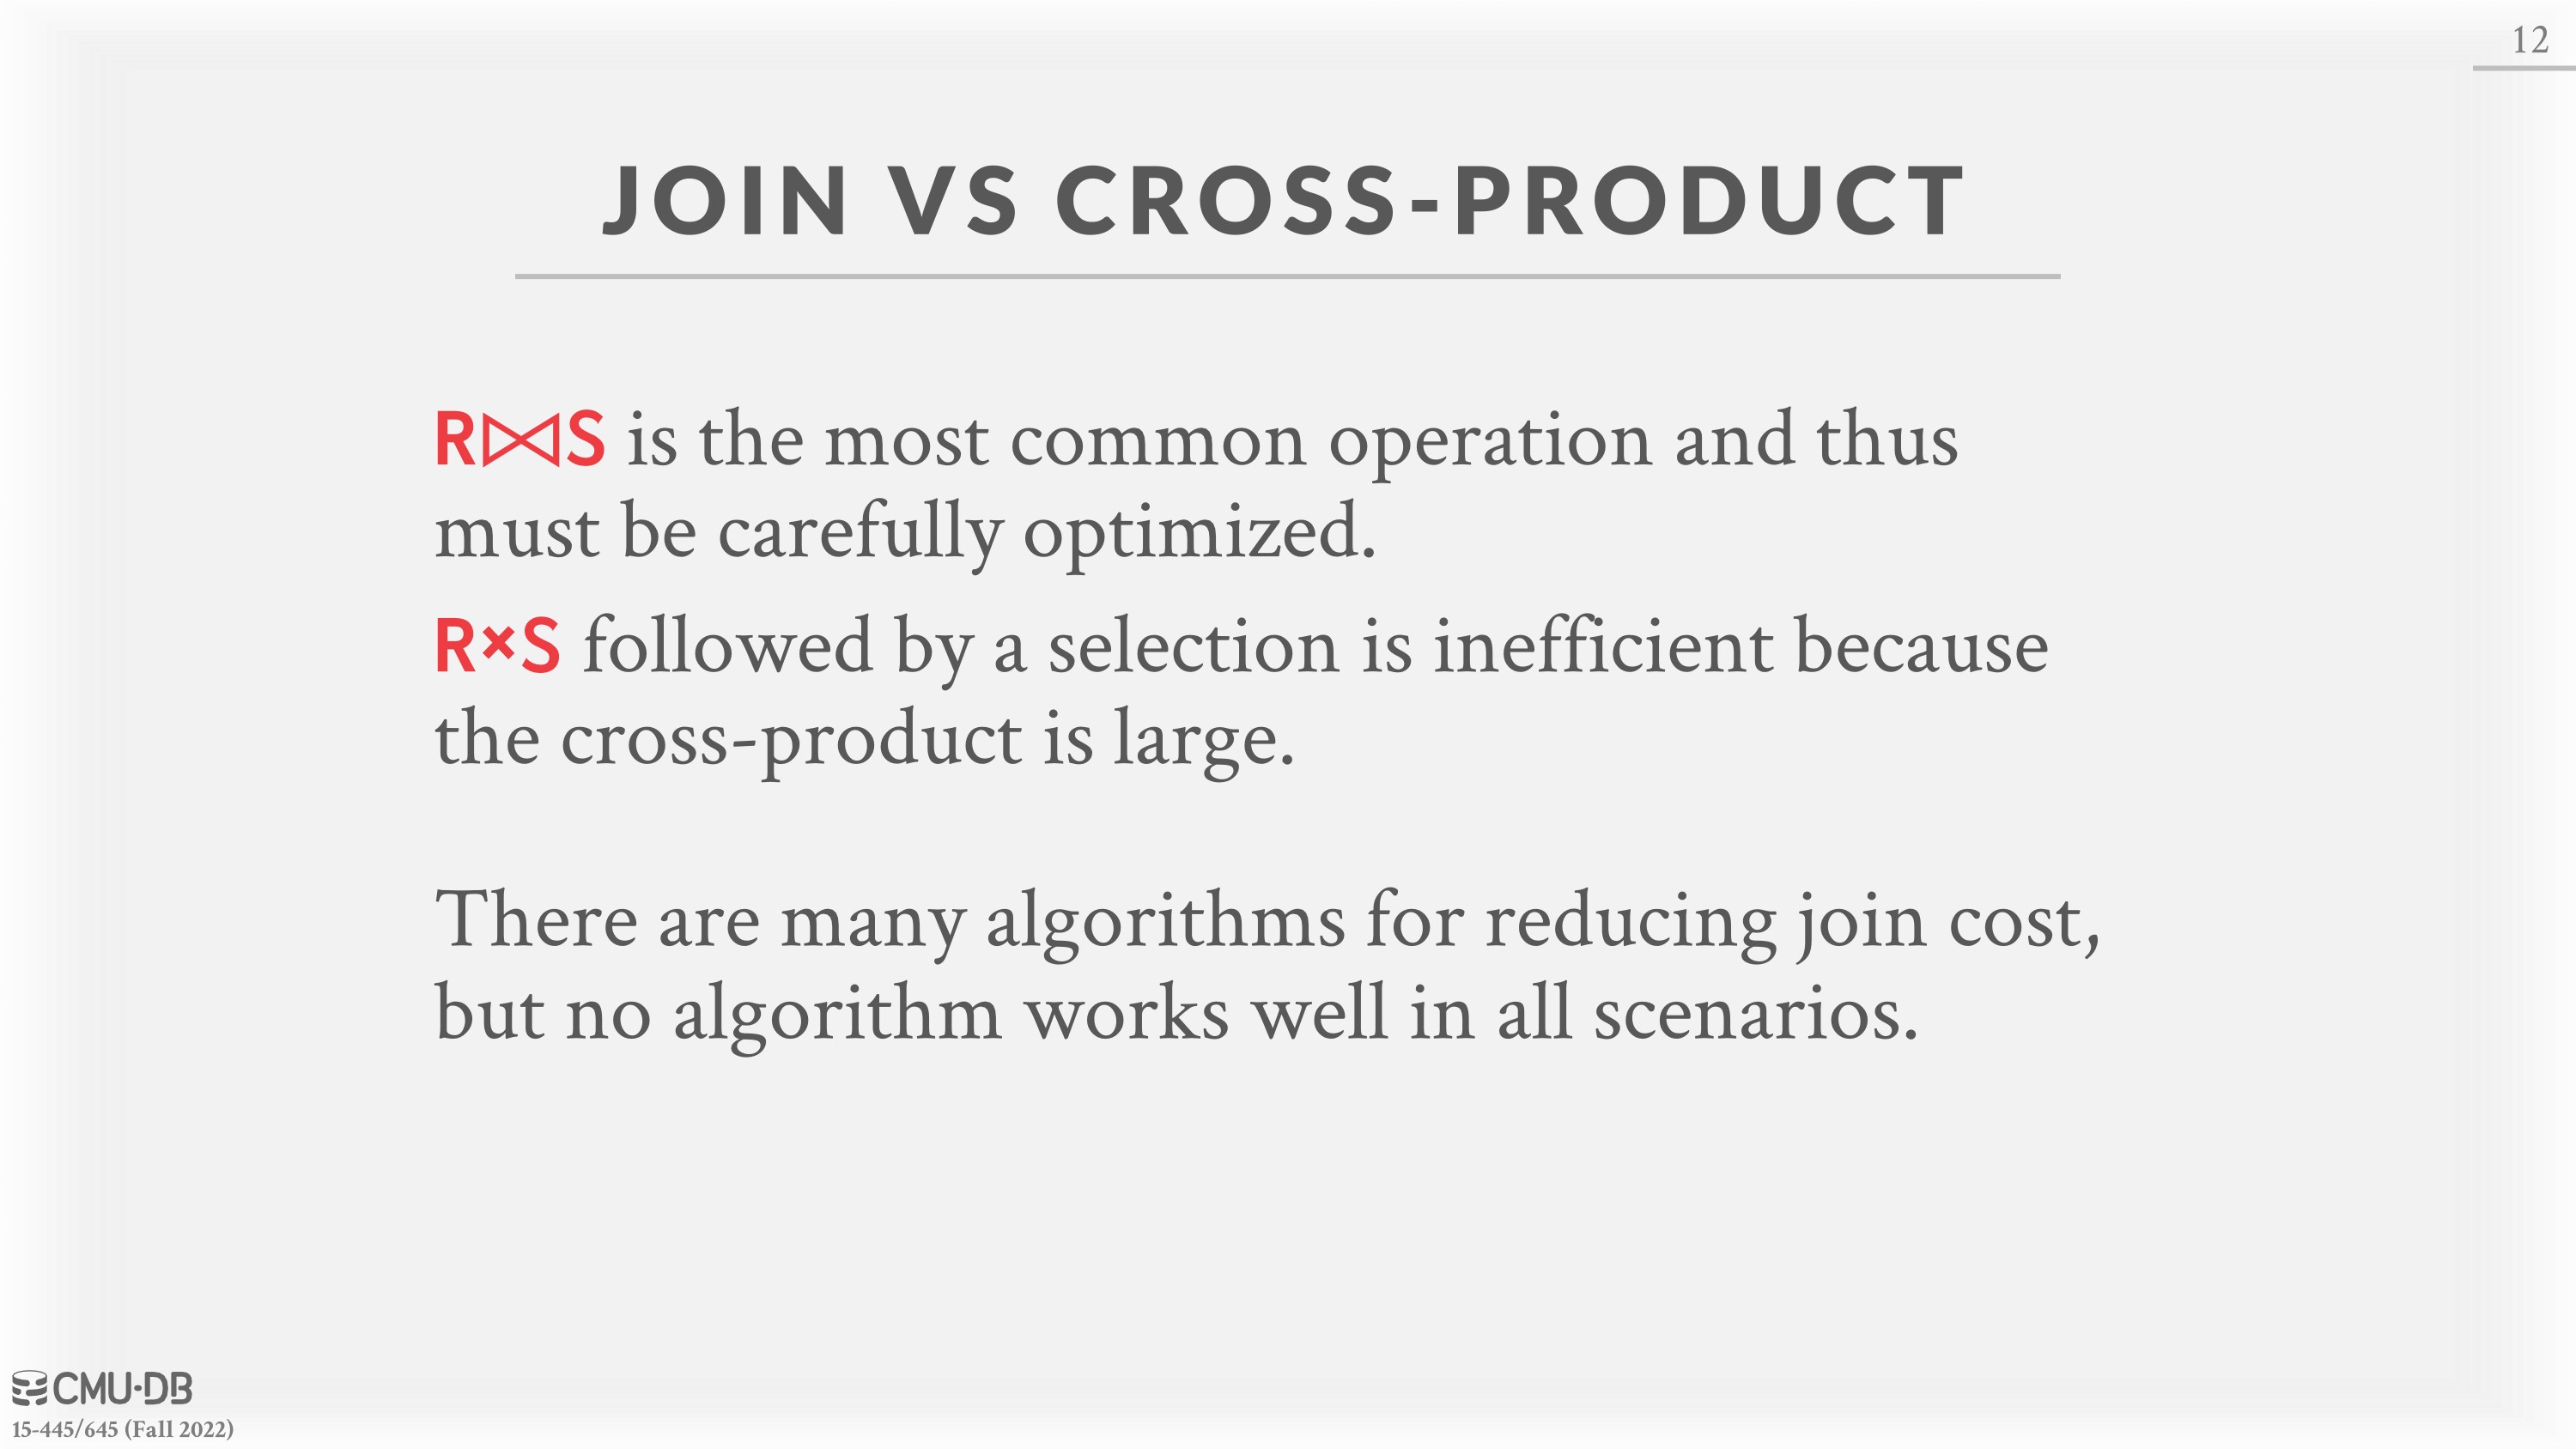 12
JOIN VS CROSS-PRODUCT
R⨝S is the most common operation and thus
must be carefully optimized.
R×S followed by a selection is inefficient because
the cross-product is large.
There are many algorithms for reducing join cost,
but no algorithm works well in all scenarios.
CMU·DB
15-445/645 (Fall 2022)